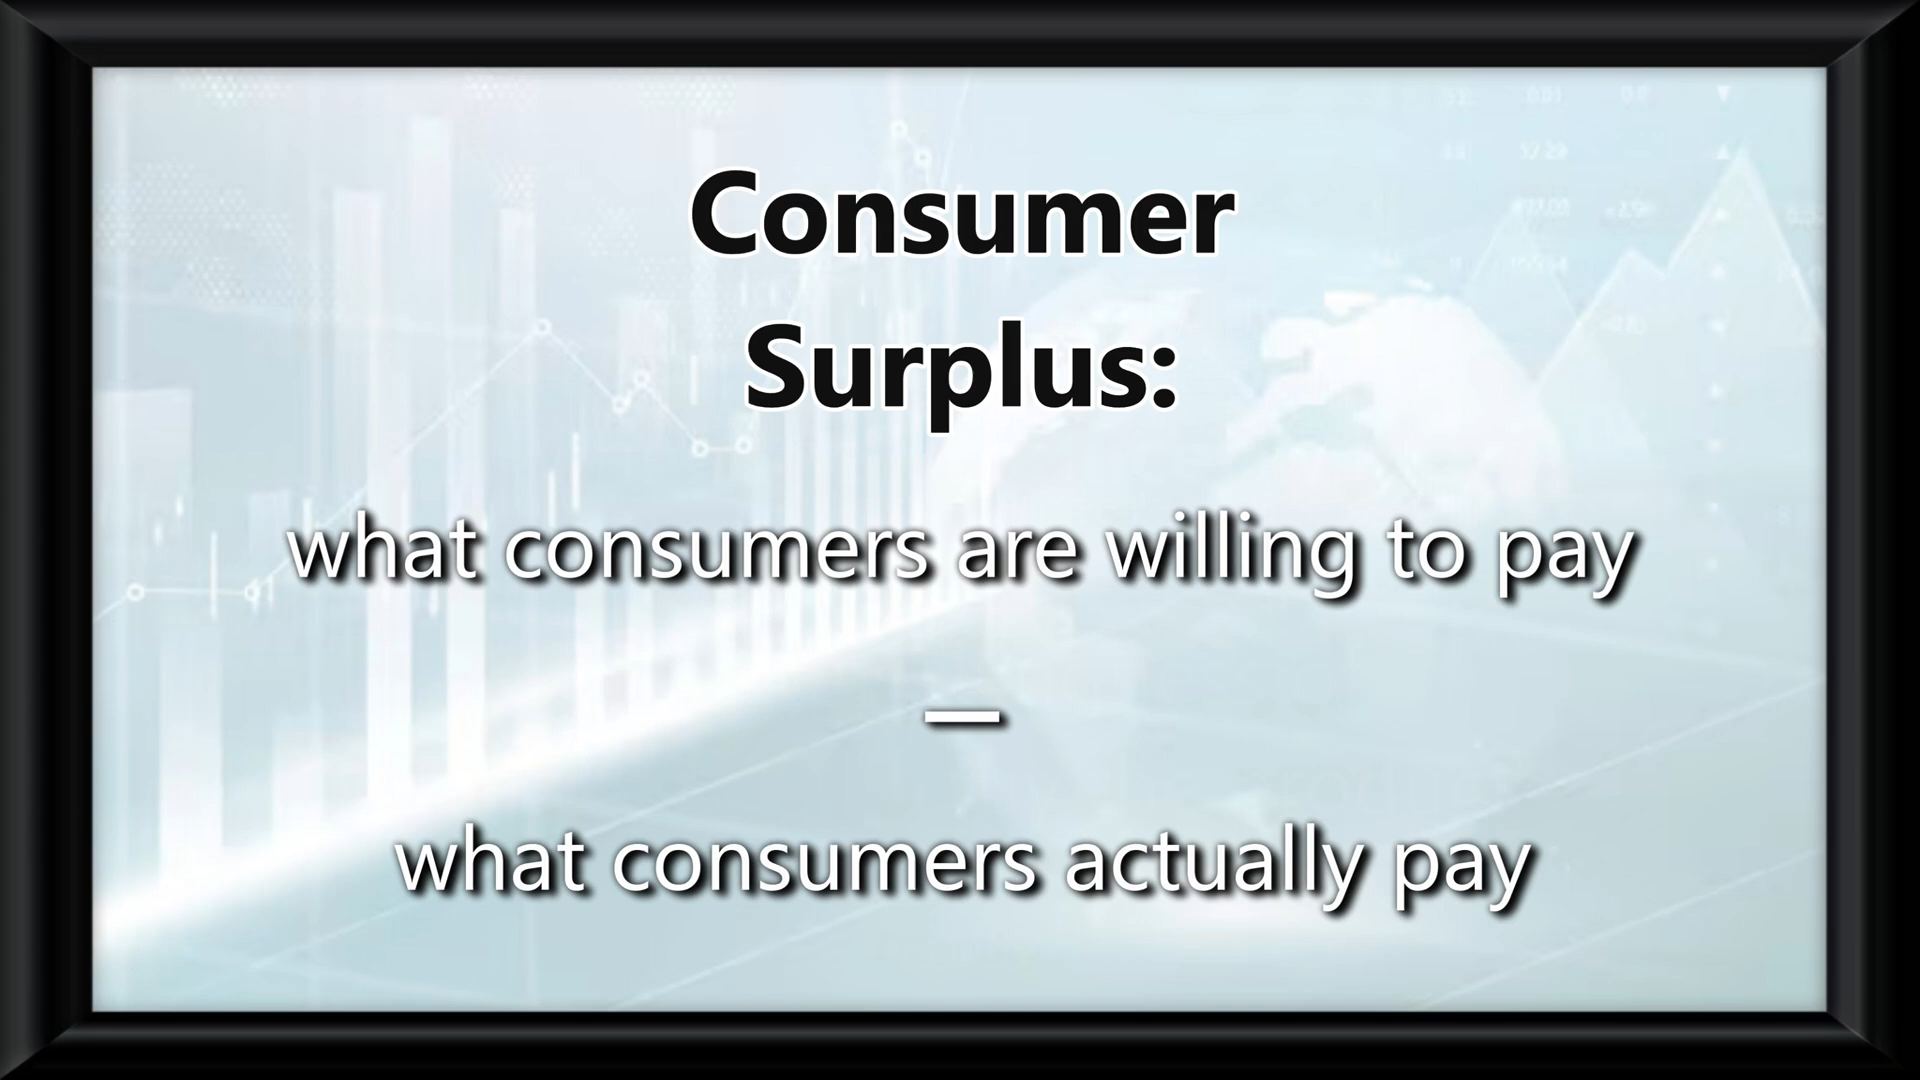 Consumer
Surplus:
what consumers are willing to pay
–
what consumers actually pay